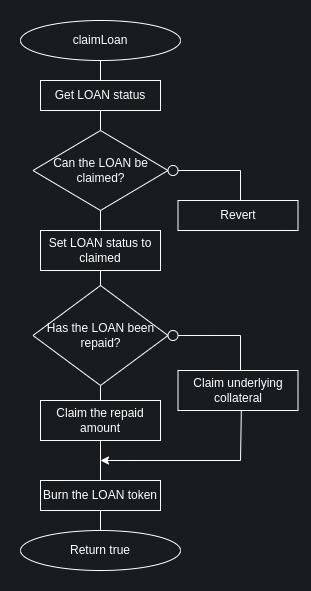 claimLoan
Get LOAN status
Can the LOAN be
claimed?
Revert
Set LOAN status to
claimed
Has the LOAN been
repaid?
Claim underlying
collateral
Claim the repaid
amount
Burn the LOAN token
Return true